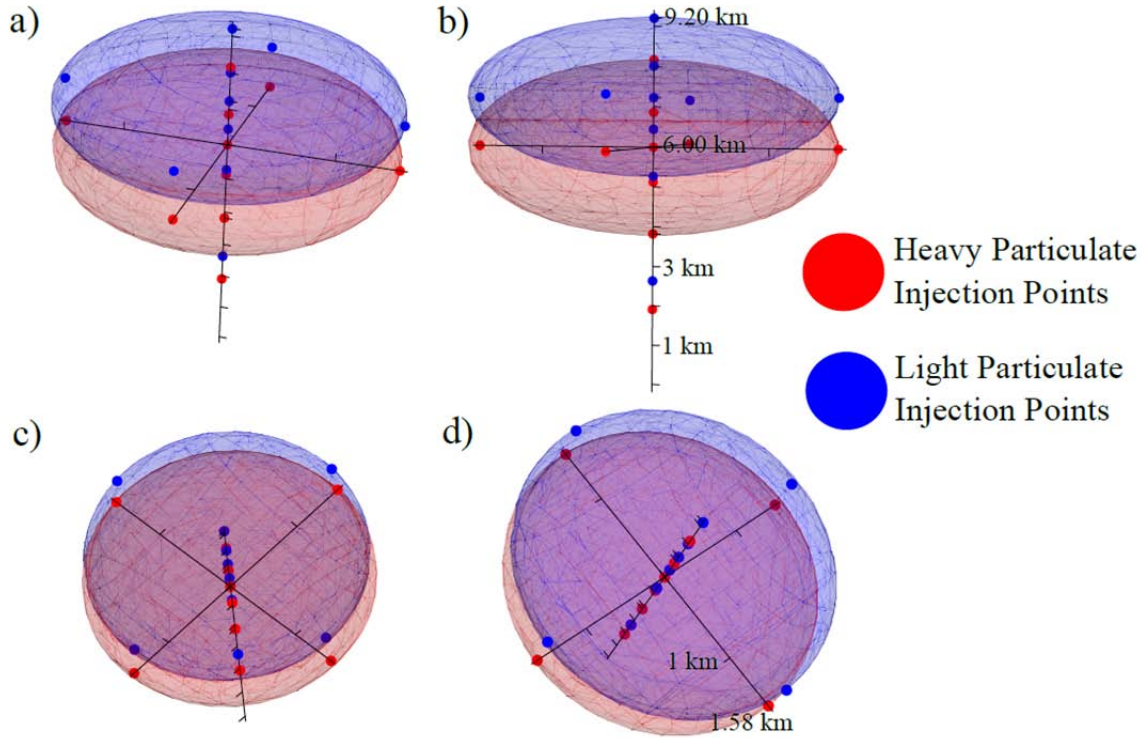 a)
b)
9.20 km
6.00 km
3 km
1 km
Heavy Particulate
Injection Points
Light Particulate
Injection Points
c)
d)
1 km
1.58 km